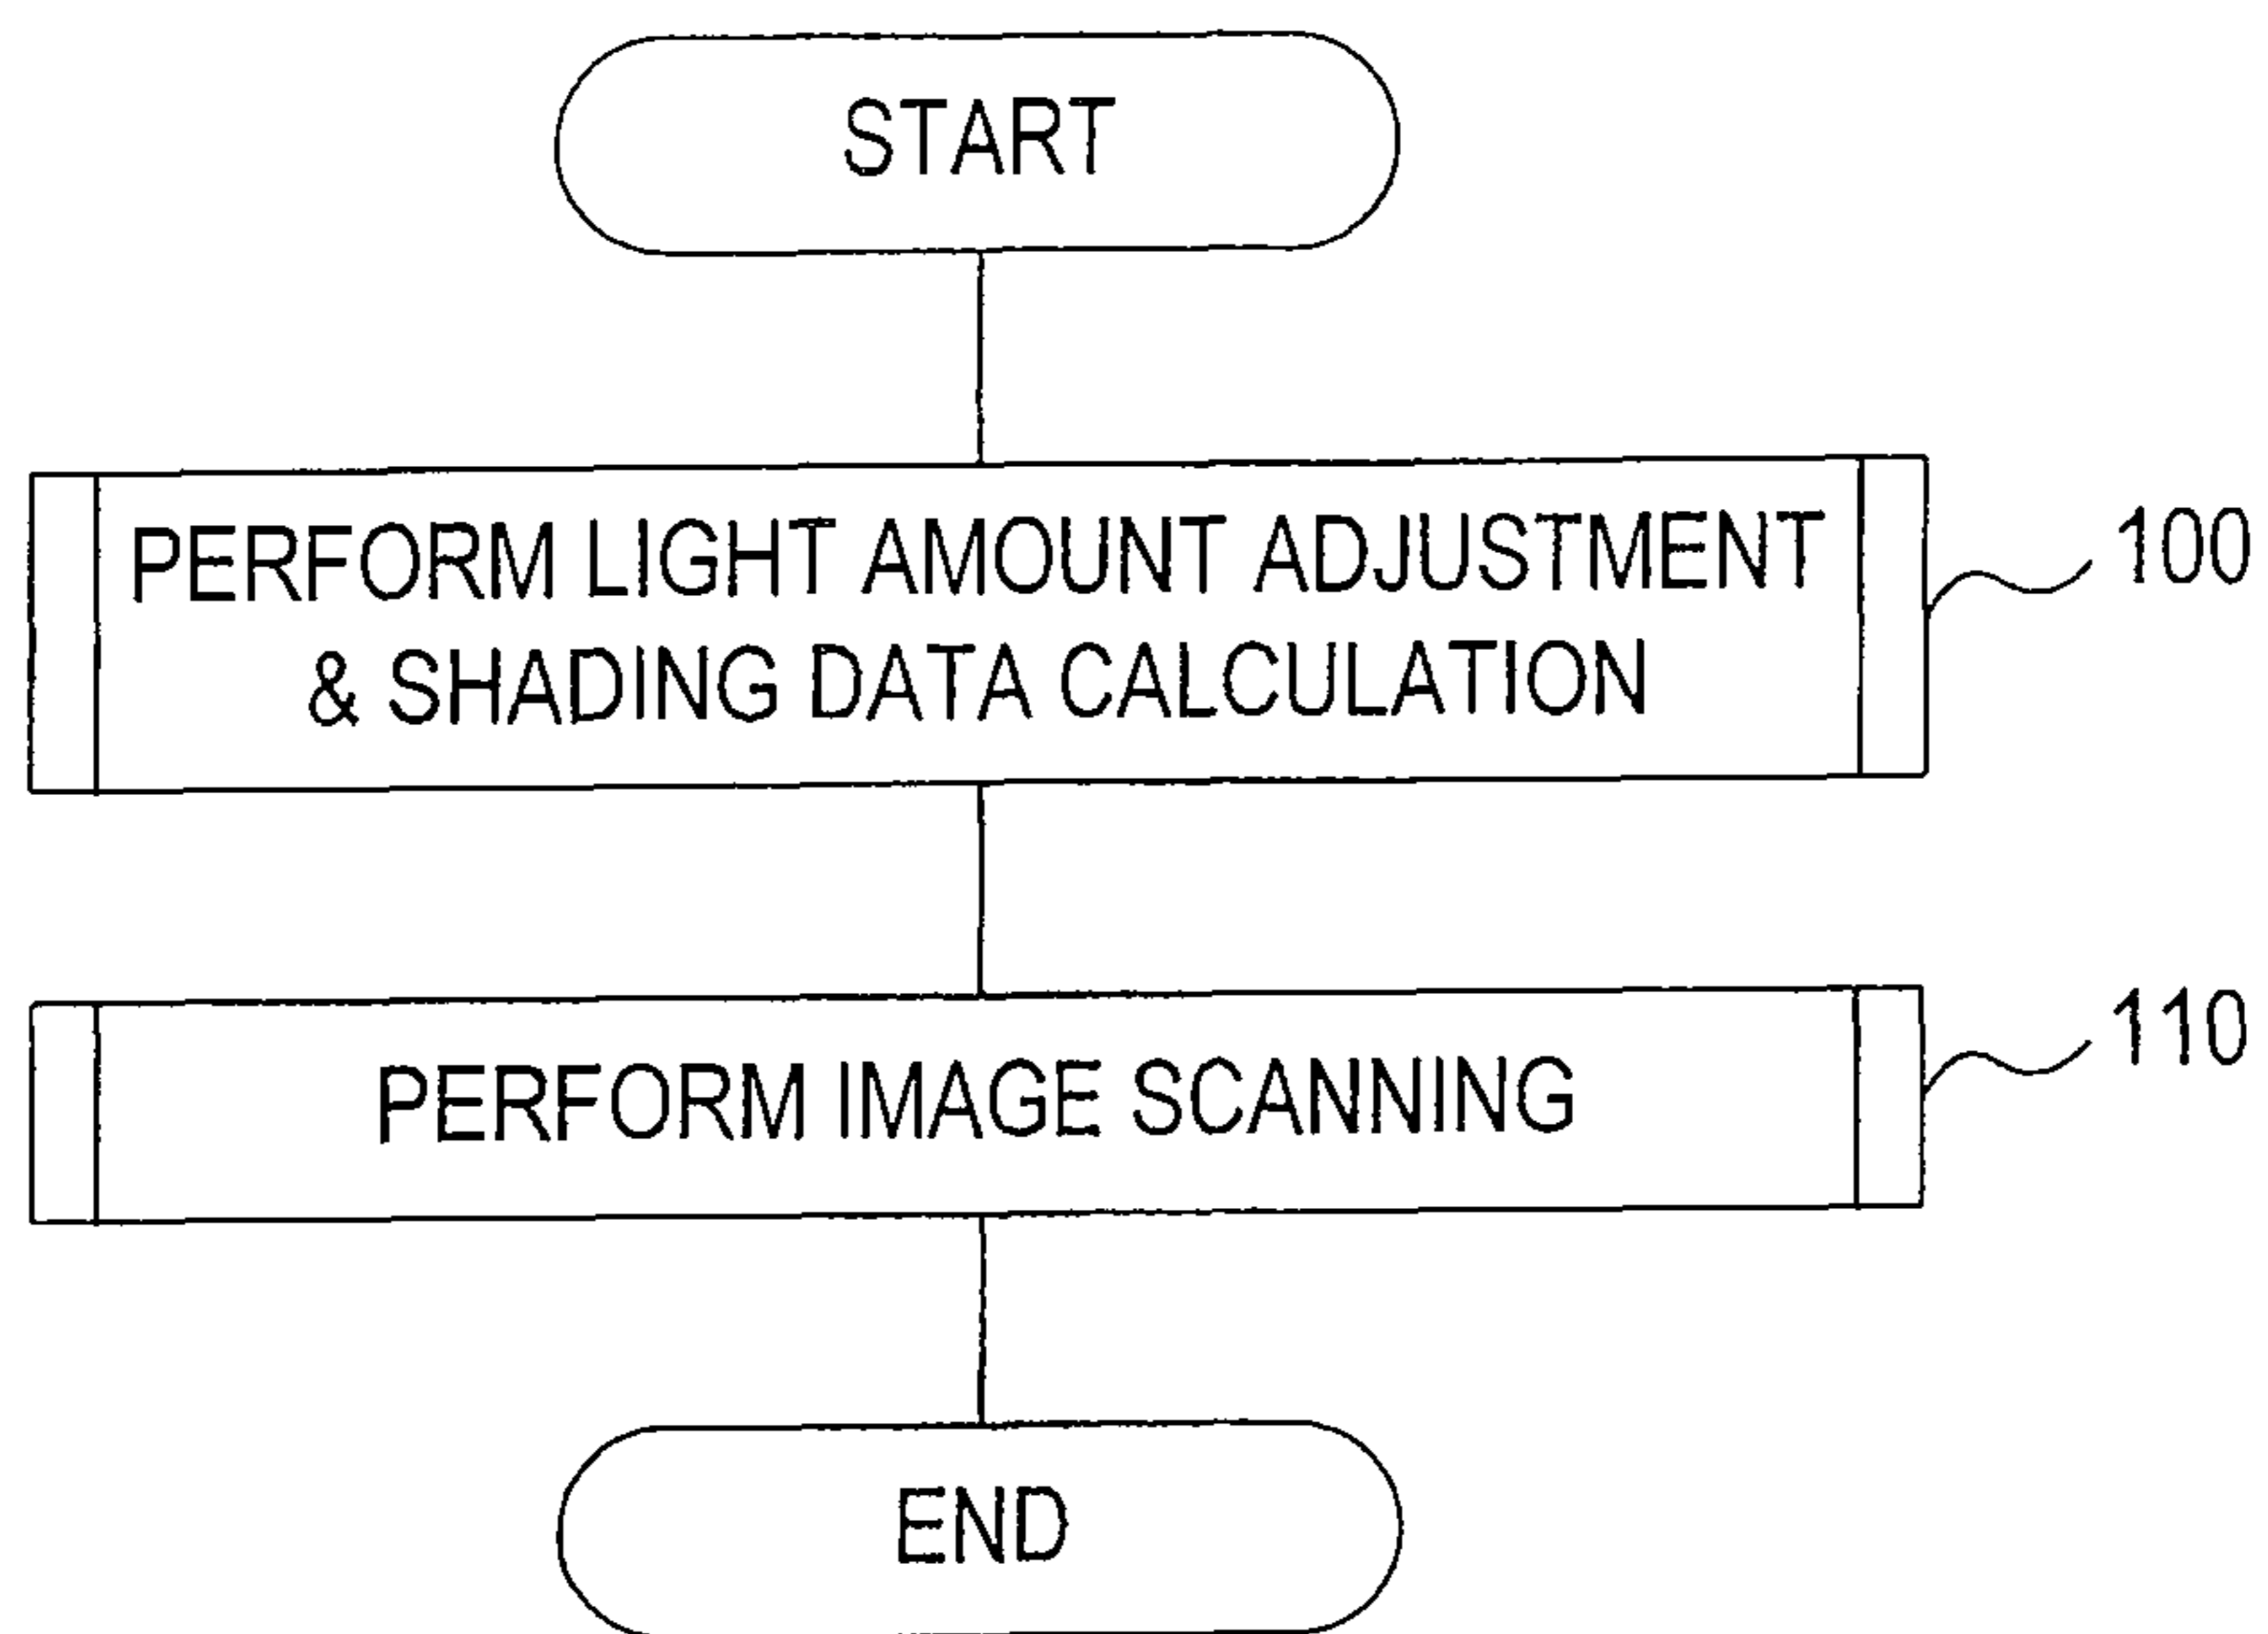 START
PERFORM LIGHT AMOUNT ADJUSTMENT
& SHADING DATA CALCULATION
100
PERFORM IMAGE SCANNING
110
END